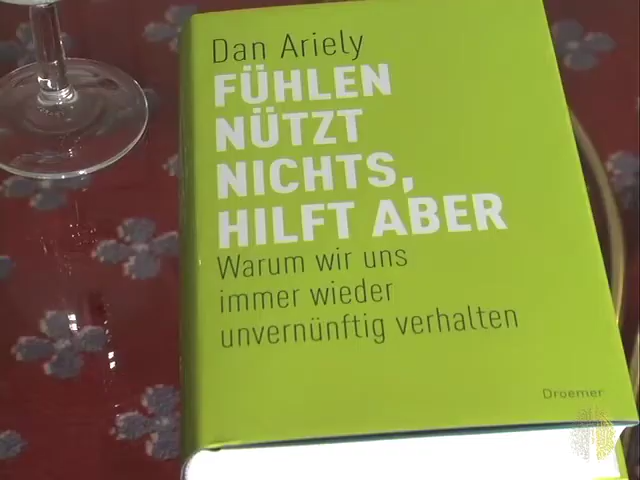 Dan Ariely
FÜHLEN
NÜTZT
NICHTS,
HILFT ABER
Warum wir uns
immer wieder
unvernünftig verhalten
Droemer